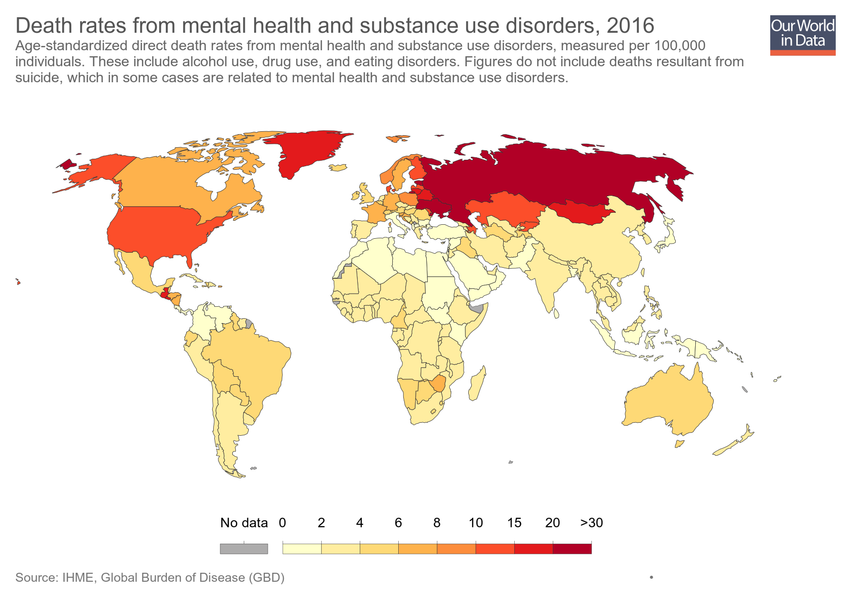 Death rates from mental health and substance use disorders, 2016
Our World
in Data
Age-standardized direct death rates from mental health and substance use disorders, measured per 100,000
individuals. These include alcohol use, drug use, and eating disorders. Figures do not include deaths resultant from
suicide, which in some cases are related to mental health and substance use disorders.
No data 0 2 4 6 8 10 15 20 >30
Source: IHME, Global Burden of Disease (GBD)